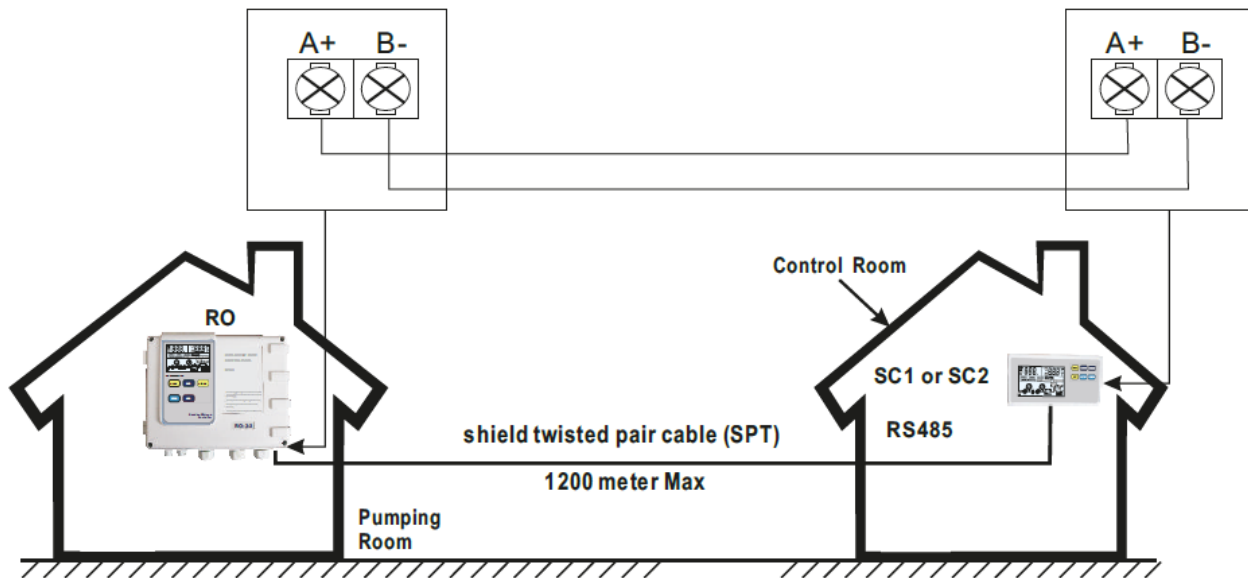 A+ B-
A+ B-
Control Room
RO
SC1 or SC2
RS485
shield twisted pair cable (SPT)
1200 meter Max
Pumping
Room